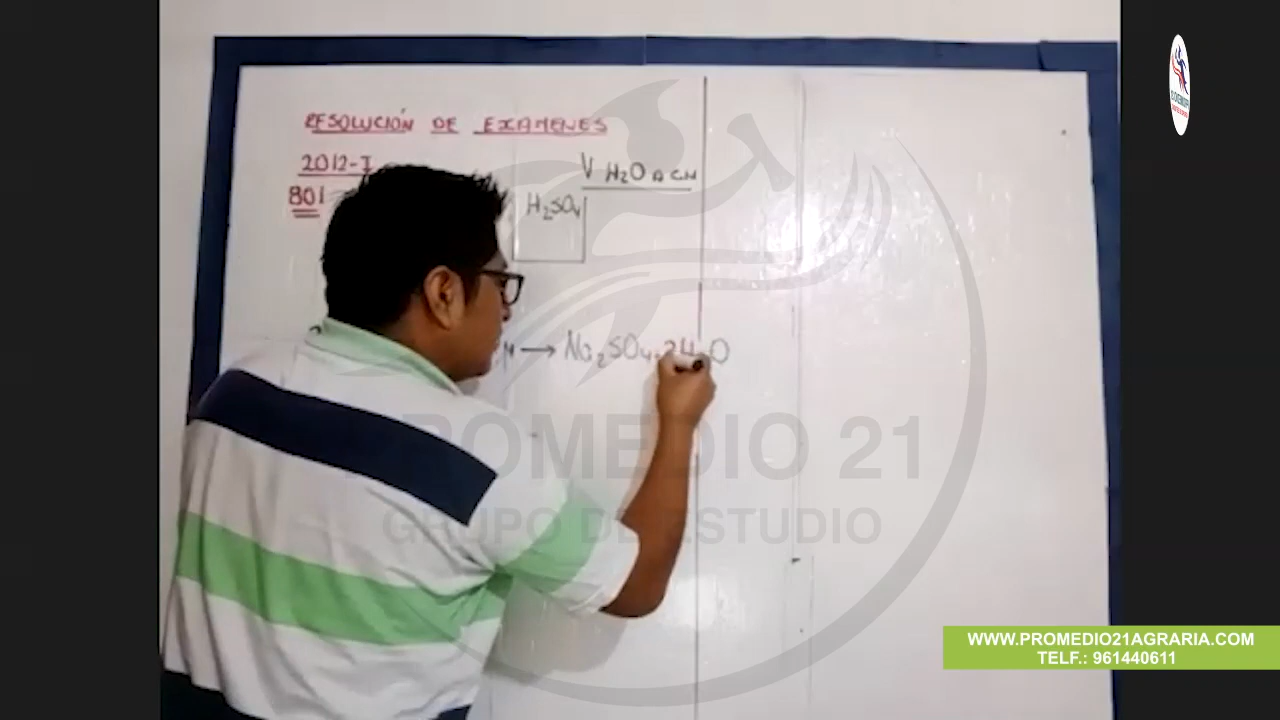 RESOLUCIÓN DE EXAMENES
2012-I
801
V H₂O A CN
H₂SO₄
→ Na₂SO₄ + 2H₂O
PROMEDIO 21
GRUPO DE ESTUDIO
WWW.PROMEDIO21AGRARIA.COM
TELF.: 961440611